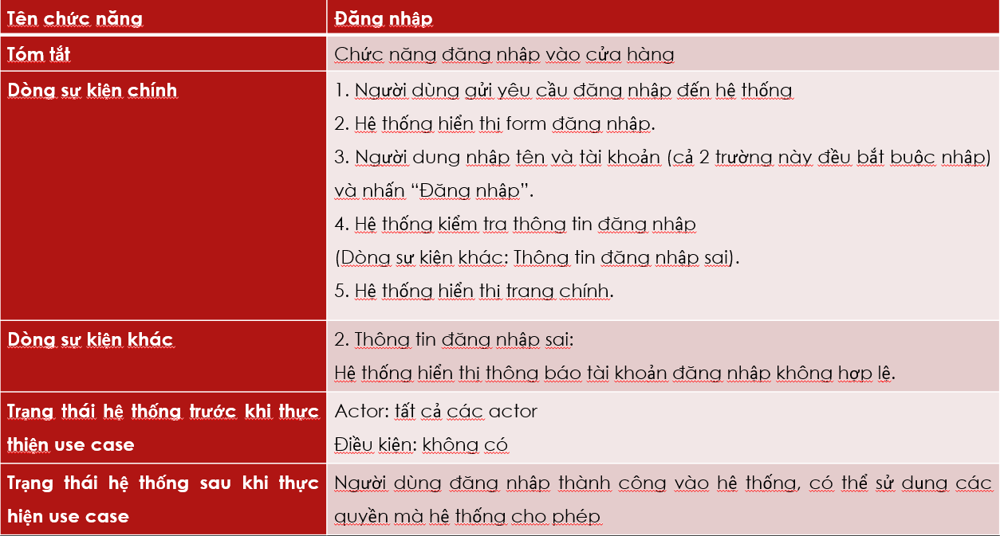 Tên chức năng
Đăng nhập
Tóm tắt
Chức năng đăng nhập vào cửa hàng
Dòng sự kiện chính
1. Người dùng gửi yêu cầu đăng nhập đến hệ thống
2. Hệ thống hiển thị form đăng nhập.
3. Người dung nhập tên và tài khoản (cả 2 trường này đều bắt buộc nhập)
và nhấn “Đăng nhập”.
4. Hệ thống kiểm tra thông tin đăng nhập
(Dòng sự kiện khác: Thông tin đăng nhập sai).
5. Hệ thống hiển thị trang chính.
Dòng sự kiện khác
2. Thông tin đăng nhập sai:
Hệ thống hiển thị thông báo tài khoản đăng nhập không hợp lệ.
Trạng thái hệ thống trước khi thực
thiện use case
Actor: tất cả các actor
Điều kiện: không có
Trạng thái hệ thống sau khi thực
hiện use case
Người dùng đăng nhập thành công vào hệ thống, có thể sử dụng các
quyền mà hệ thống cho phép